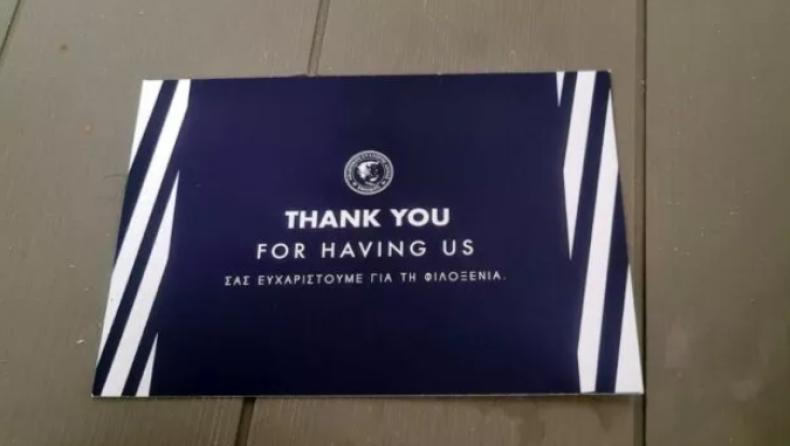 THANK YOU
FOR HAVING US
ΣΑΣ ΕΥΧΑΡΙΣΤΟΥΜΕ ΓΙΑ ΤΗ ΦΙΛΟΞΕΝΙΑ.